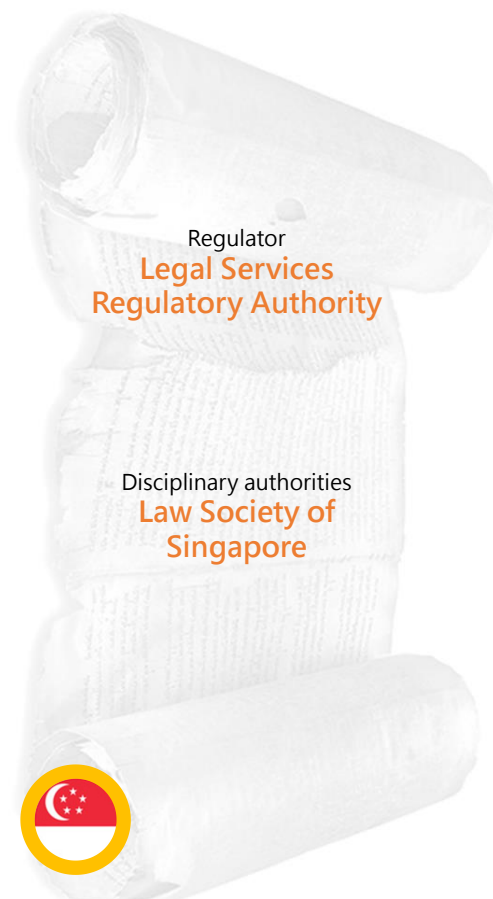 Regulator
Legal Services
Regulatory Authority
Disciplinary authorities
Law Society of
Singapore